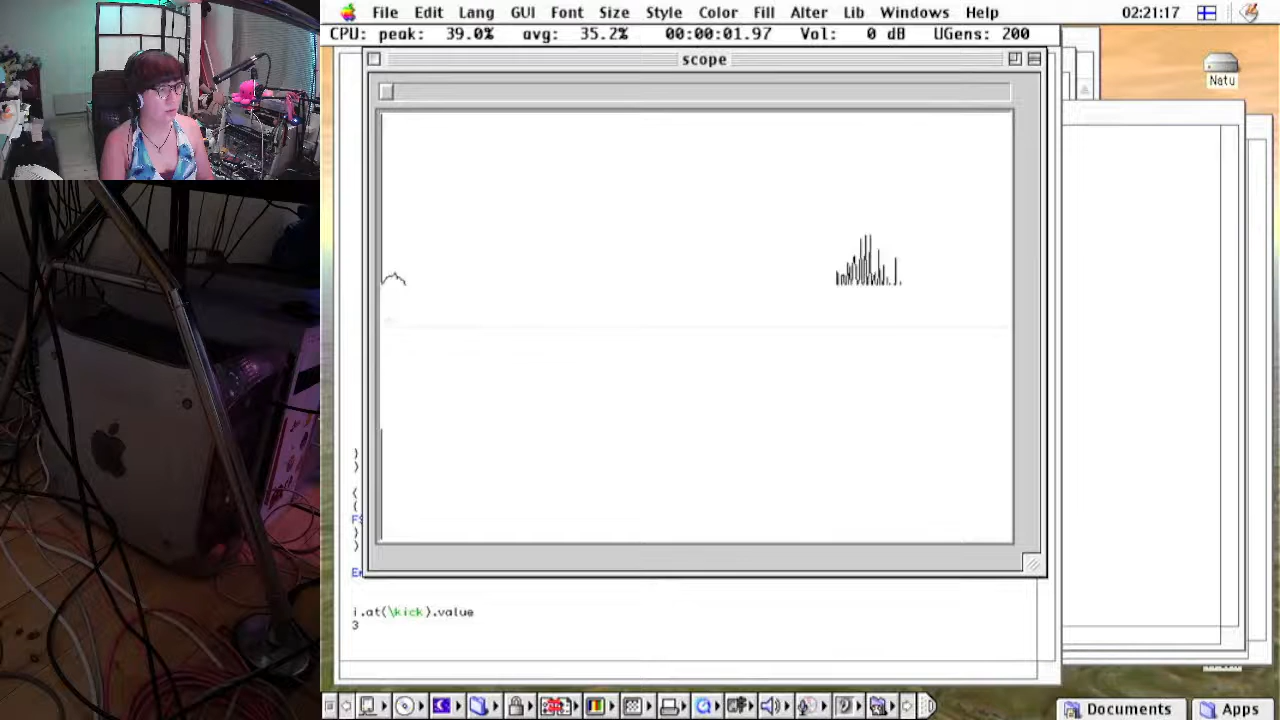 File Edit Lang GUI Font Size Style Color Fill Alter Lib Windows Help 02:21:17
CPU: peak: 39.0% avg: 35.2% 00:00:01.97 Vol: 0 dB UGens: 200
scope
Natu
)
)
(
(
FS
)
)
En
i.at(\kick).value
3
Documents Apps